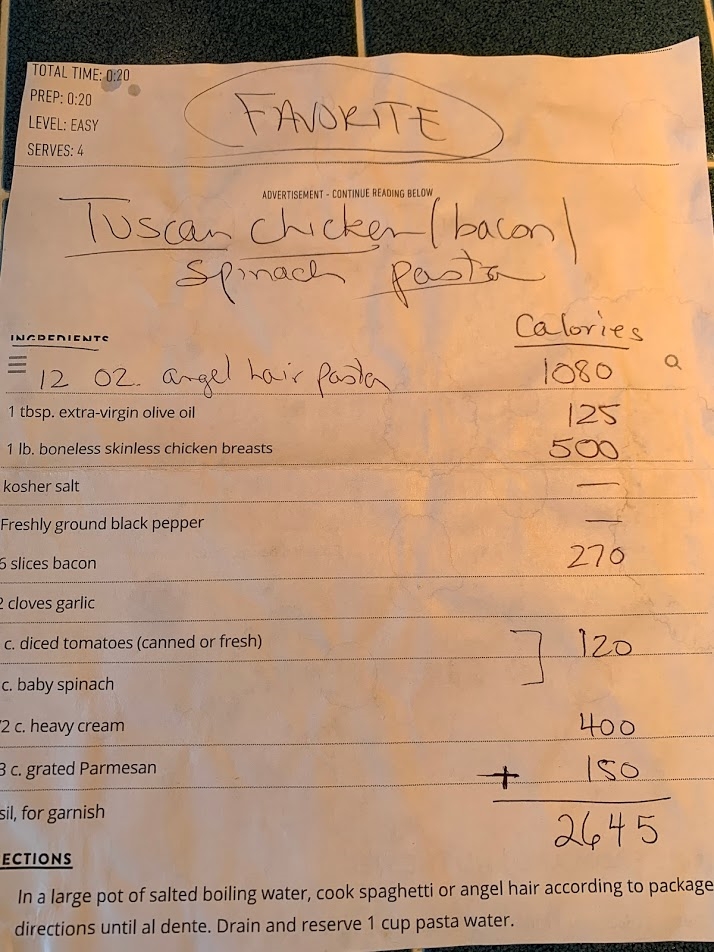 TOTAL TIME: 0:20
PREP: 0:20
LEVEL: EASY
SERVES: 4
FAVORITE
ADVERTISEMENT - CONTINUE READING BELOW
Tuscan chicken (bacon)
spinach pasta
INGREDIENTS Calories
12 oz. angel hair pasta 1080
1 tbsp. extra-virgin olive oil 125
1 lb. boneless skinless chicken breasts 500
kosher salt —
Freshly ground black pepper —
6 slices bacon 270
2 cloves garlic
c. diced tomatoes (canned or fresh) ] 120
c. baby spinach
/2 c. heavy cream 400
3 c. grated Parmesan + 150
sil, for garnish 2645
ECTIONS
In a large pot of salted boiling water, cook spaghetti or angel hair according to package
directions until al dente. Drain and reserve 1 cup pasta water.